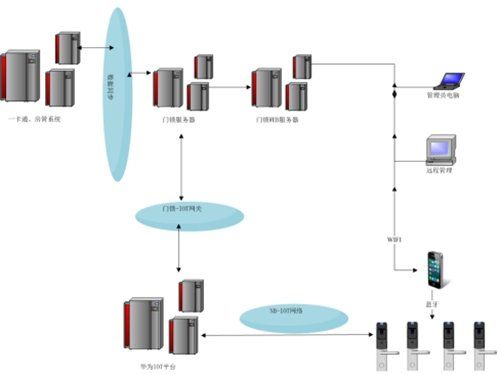 数据同步
一卡通、房管系统
门锁服务器
门锁WEB服务器
管理员电脑
远程管理
门锁-IOT网关
WIFI
蓝牙
NB-IOT网络
华为IOT平台